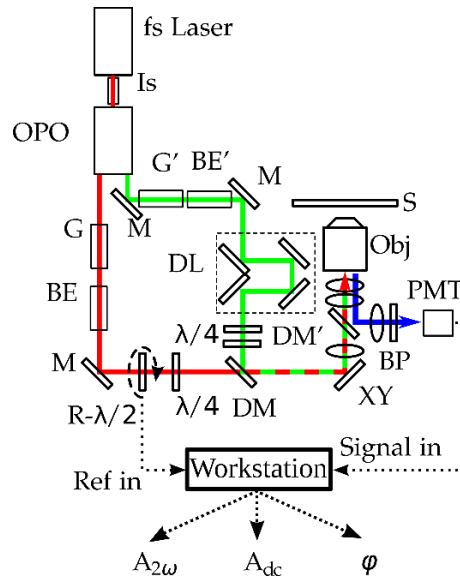 fs Laser
Is
OPO
G' BE' M
M
S
G
DL
Obj
PMT
BE
λ/4 DM'
BP
M
R-λ/2
λ/4 DM
XY
Ref in
Workstation
Signal in
A2ω
Adc
φ